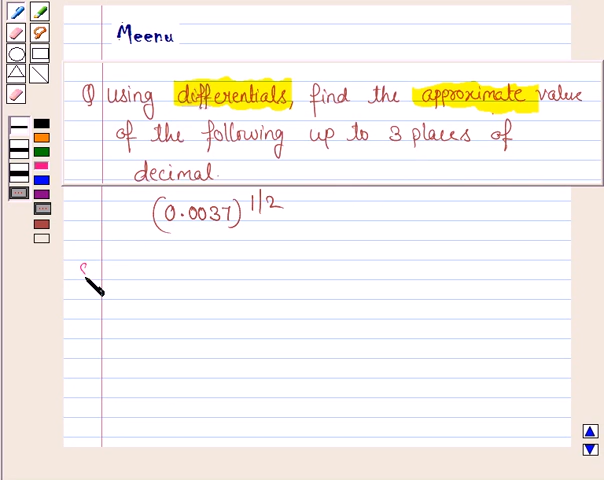 Meenu
Q Using differentials, find the approximate value
of the following up to 3 places of
decimal.
(0.0037)^1/2